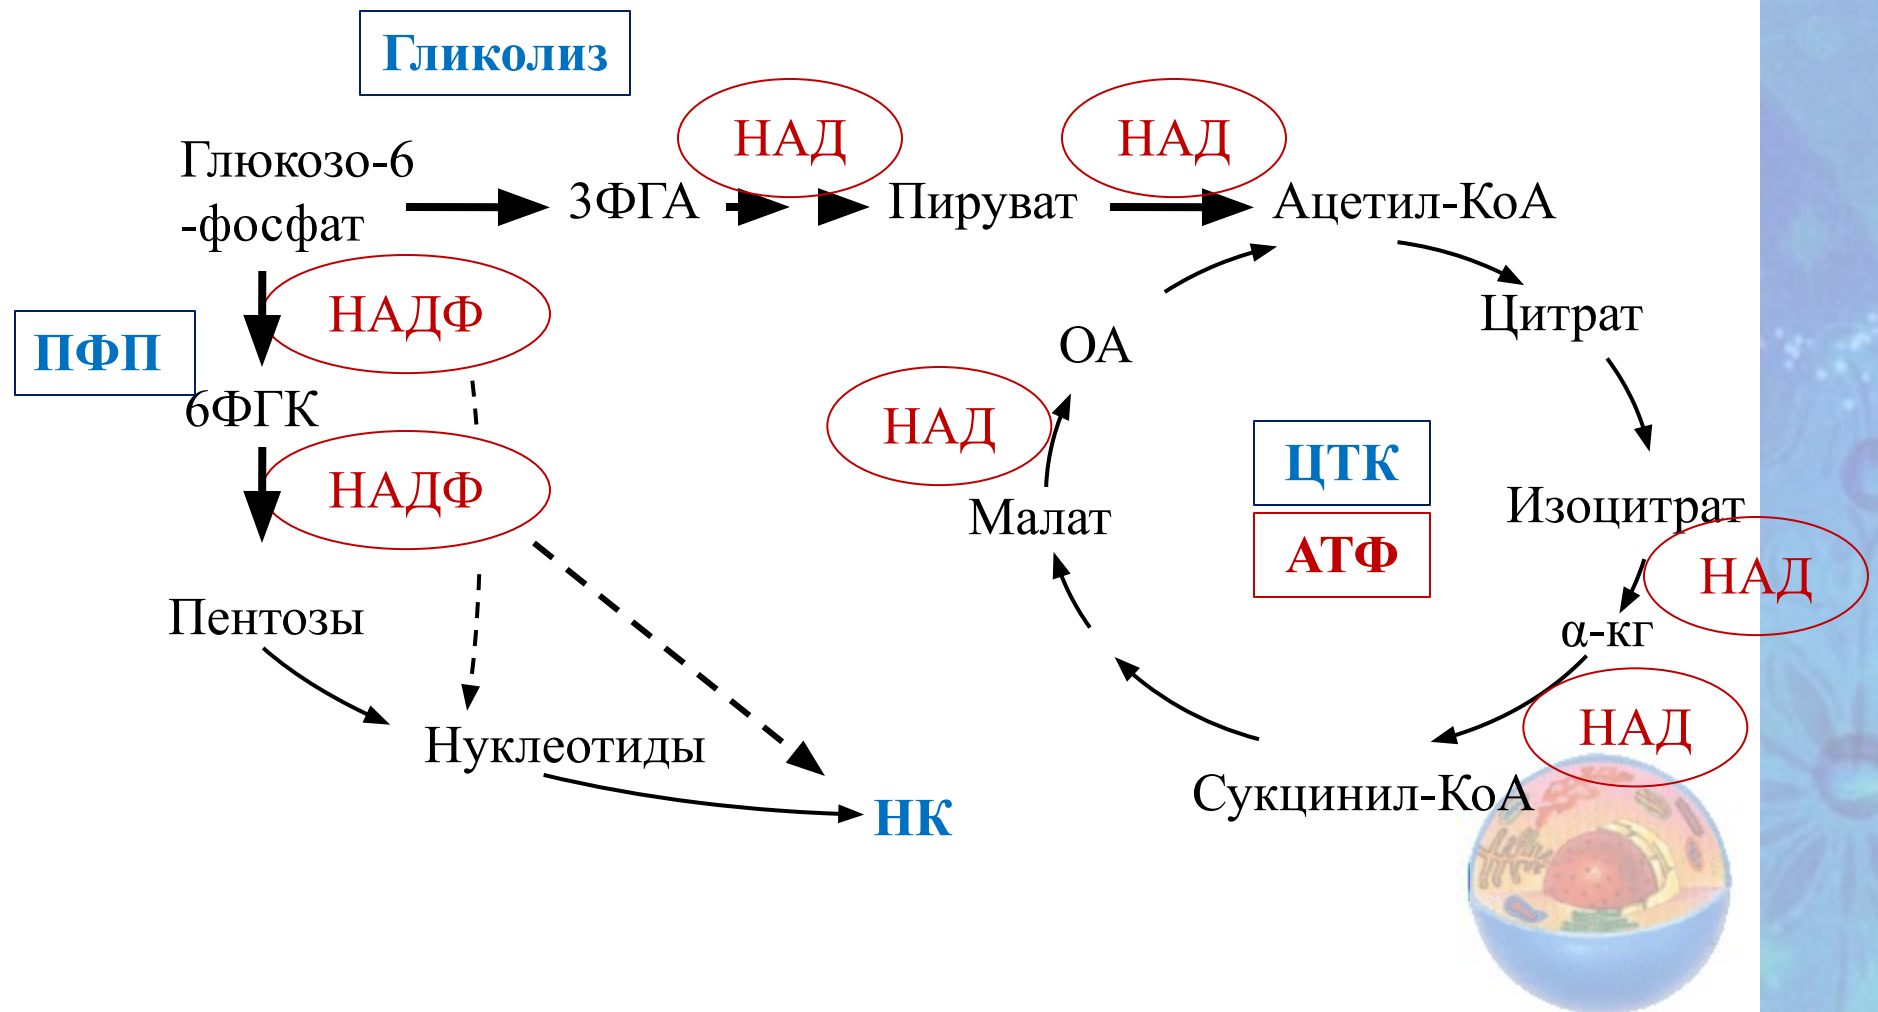 Гликолиз
НАД
НАД
Глюкозо-6
-фосфат
3ФГА
Пируват
Ацетил-КоА
НАДФ
Цитрат
ПФП
ОА
6ФГК
НАД
ЦТК
НАДФ
Малат
Изоцитрат
АТФ
НАД
Пентозы
α-кг
НАД
Нуклеотиды
Сукцинил-КоА
НК